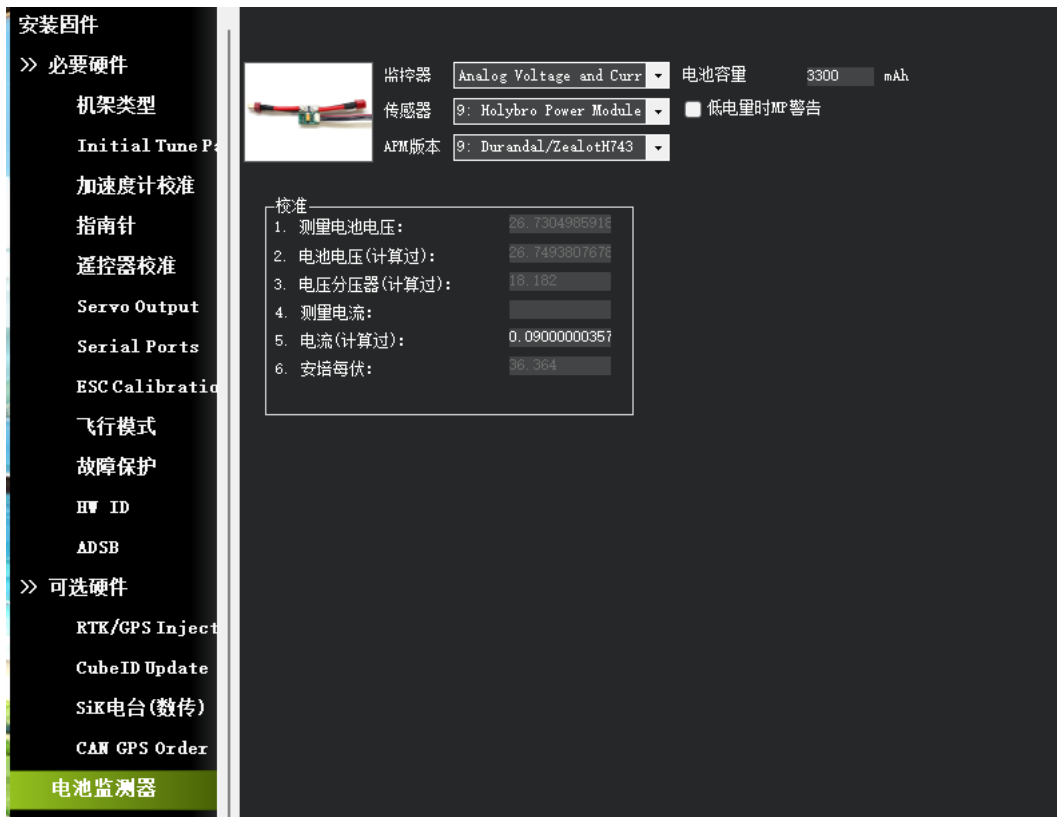 安装固件
>> 必要硬件
机架类型
Initial Tune Pa
加速度计校准
指南针
遥控器校准
Servo Output
Serial Ports
ESC Calibratio
飞行模式
故障保护
HW ID
ADSB
>> 可选硬件
RTK/GPS Inject
CubeID Update
SiK电台(数传)
CAN GPS Order
电池监测器
监控器 Analog Voltage and Curr 电池容量 3300 mAh
传感器 9: Holybro Power Module 低电量时MP警告
APM版本 9: Durandal/ZealotH743
校准
1. 测量电池电压: 26.7304985918
2. 电池电压(计算过): 26.7493807678
3. 电压分压器(计算过): 18.182
4. 测量电流:
5. 电流(计算过): 0.09000000357
6. 安培每伏: 36.364